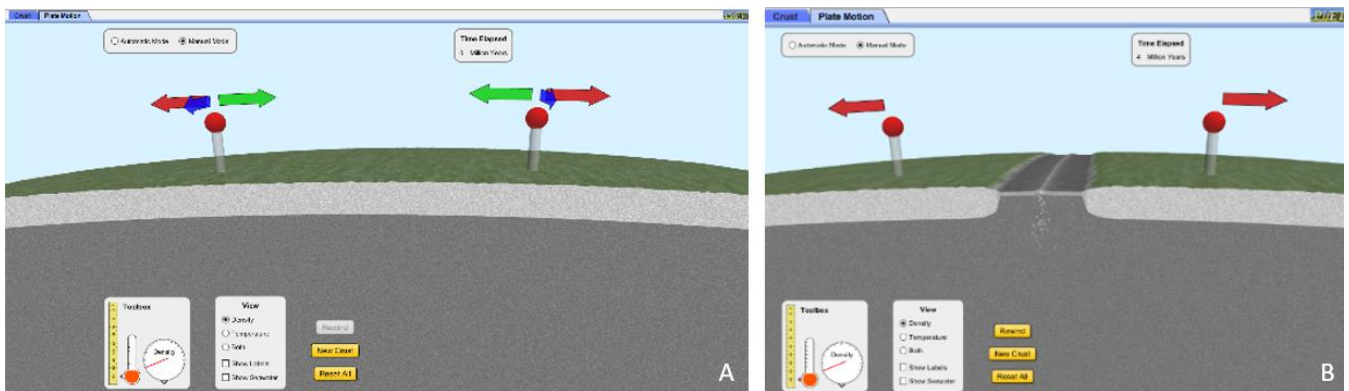 Crust Plate Motion
Automatic Mode Manual Mode
Time Elapsed
0 Million Years
Toolbox
Density
View
Density
Temperature
Both
Show Labels
Show Seawater
Rewind
New Crust
Reset All
A
Crust Plate Motion
Automatic Mode Manual Mode
Time Elapsed
4 Million Years
Toolbox
Density
View
Density
Temperature
Both
Show Labels
Show Seawater
Rewind
New Crust
Reset All
B